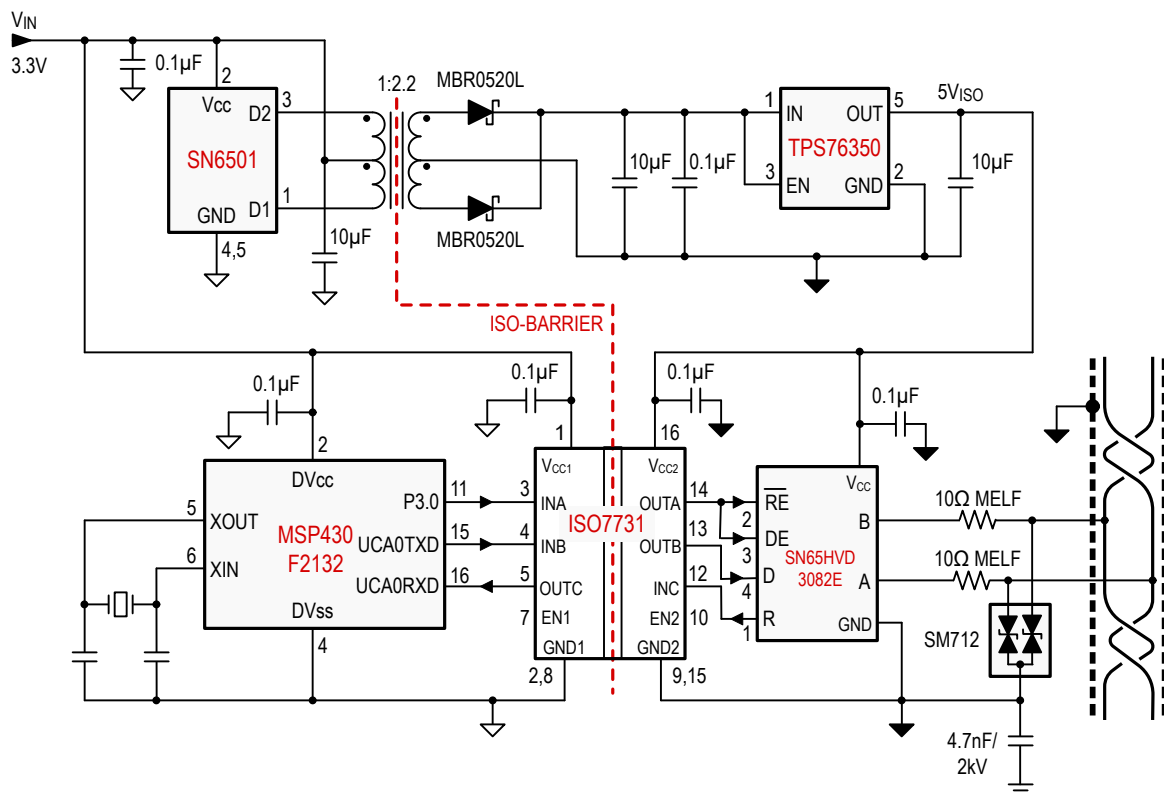 VIN
3.3V
0.1µF
2
Vcc
D2
3
SN6501
D1
1
GND
4,5
10µF
1:2.2
MBR0520L
MBR0520L
10µF
0.1µF
1
IN
OUT
5
TPS76350
3
EN
GND
2
5VISO
10µF
ISO-BARRIER
0.1µF
2
DVcc
P3.0
11
5
XOUT
MSP430
F2132
UCA0TXD
15
6
XIN
UCA0RXD
16
DVss
4
0.1µF
1
VCC1
3
INA
4
INB
5
OUTC
7
EN1
GND1
2,8
ISO7731
0.1µF
16
VCC2
OUTA
14
OUTB
13
INC
12
EN2
10
GND2
9,15
0.1µF
VCC
RE
2
DE
3
D
4
R
1
SN65HVD
3082E
B
A
GND
10Ω MELF
10Ω MELF
SM712
4.7nF/
2kV